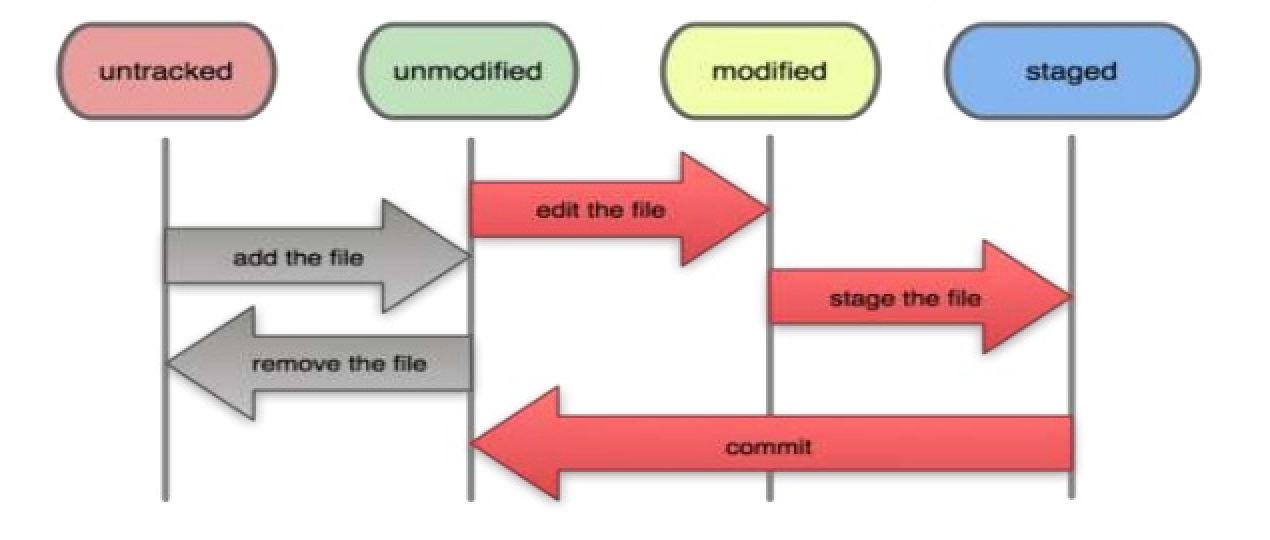 untracked
unmodified
modified
staged
edit the file
add the file
stage the file
remove the file
commit